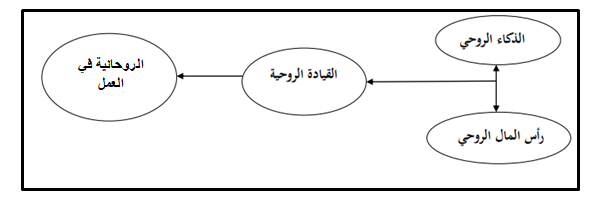 الذكاء الروحي
القيادة الروحية
الروحانية في
العمل
رأس المال الروحي